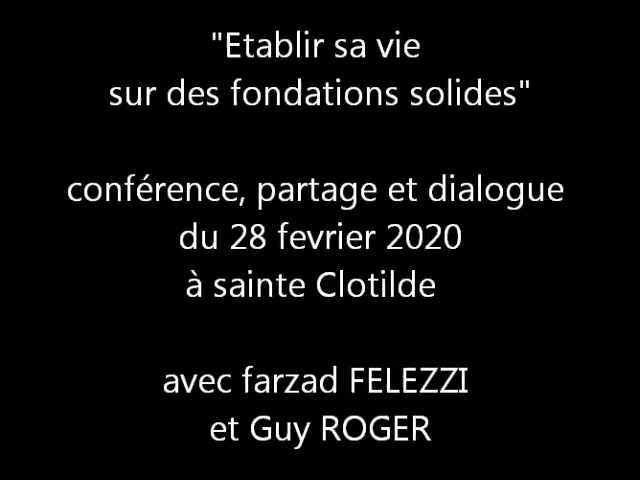 "Etablir sa vie
sur des fondations solides"
conférence, partage et dialogue
du 28 fevrier 2020
à sainte Clotilde
avec farzad FELEZZI
et Guy ROGER